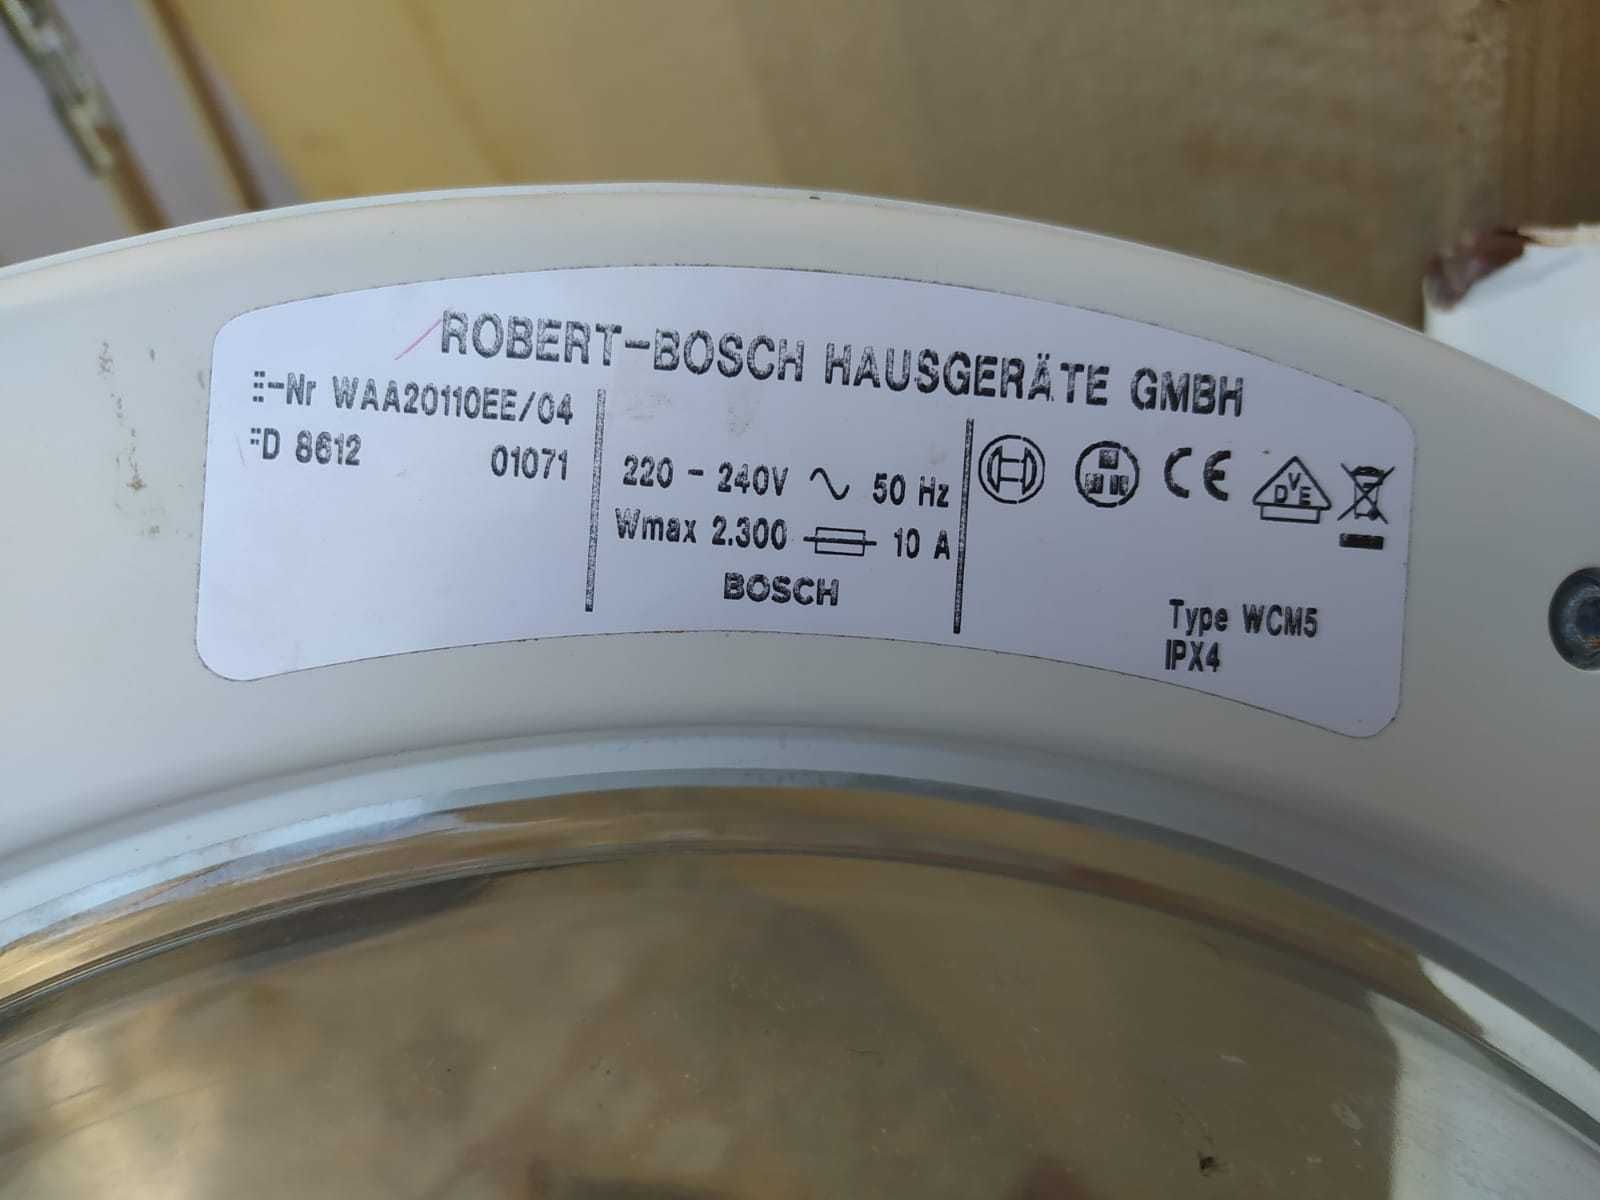 ROBERT-BOSCH HAUSGERÄTE GMBH
E-Nr WAA20110EE/04
FD 8612 01071
220 - 240V ~ 50 Hz
Wmax 2.300 10 A
BOSCH
CE
DVE
Type WCM5
IPX4